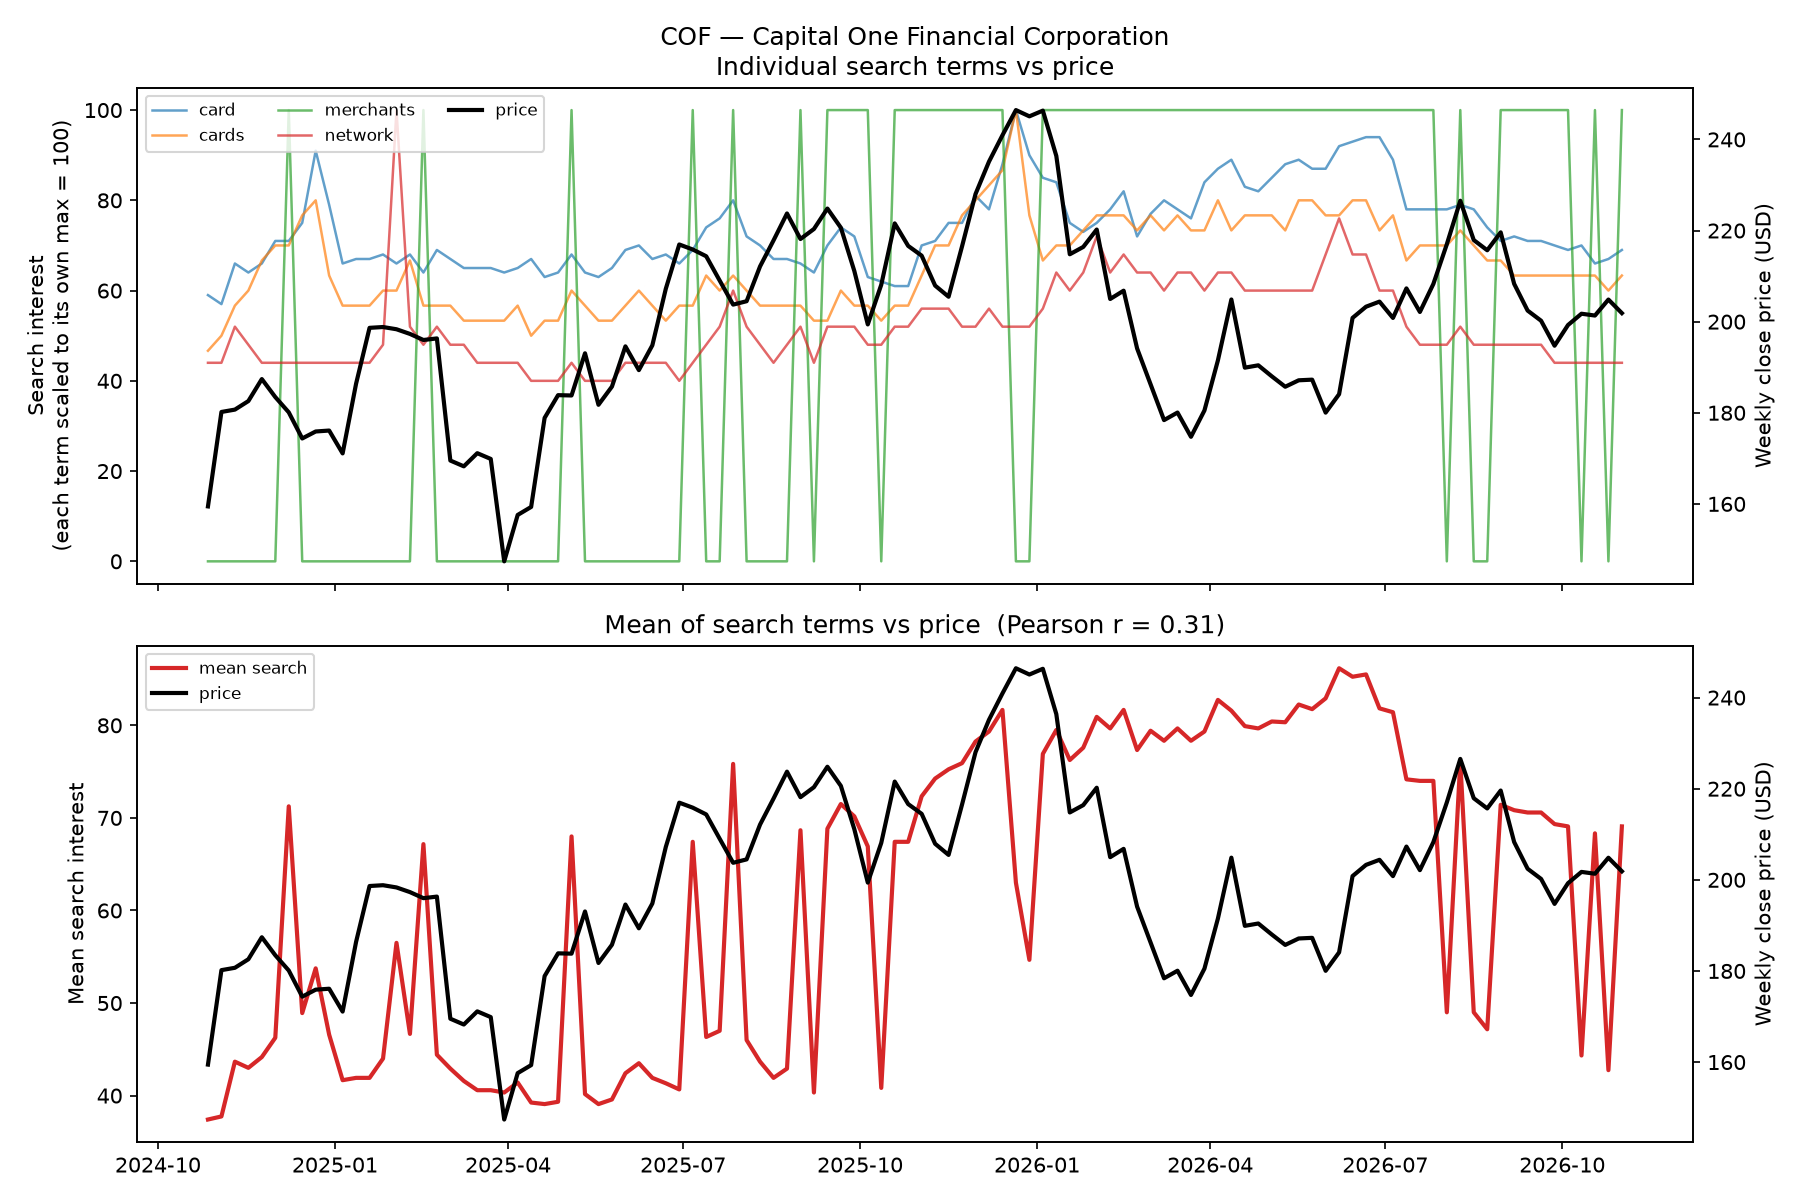 COF — Capital One Financial Corporation
Individual search terms vs price
card
cards
merchants
network
price
Search interest
(each term scaled to its own max = 100)
100
80
60
40
20
0
Weekly close price (USD)
240
220
200
180
160
Mean of search terms vs price (Pearson r = 0.31)
mean search
price
Mean search interest
80
70
60
50
40
Weekly close price (USD)
240
220
200
180
160
2024-10
2025-01
2025-04
2025-07
2025-10
2026-01
2026-04
2026-07
2026-10